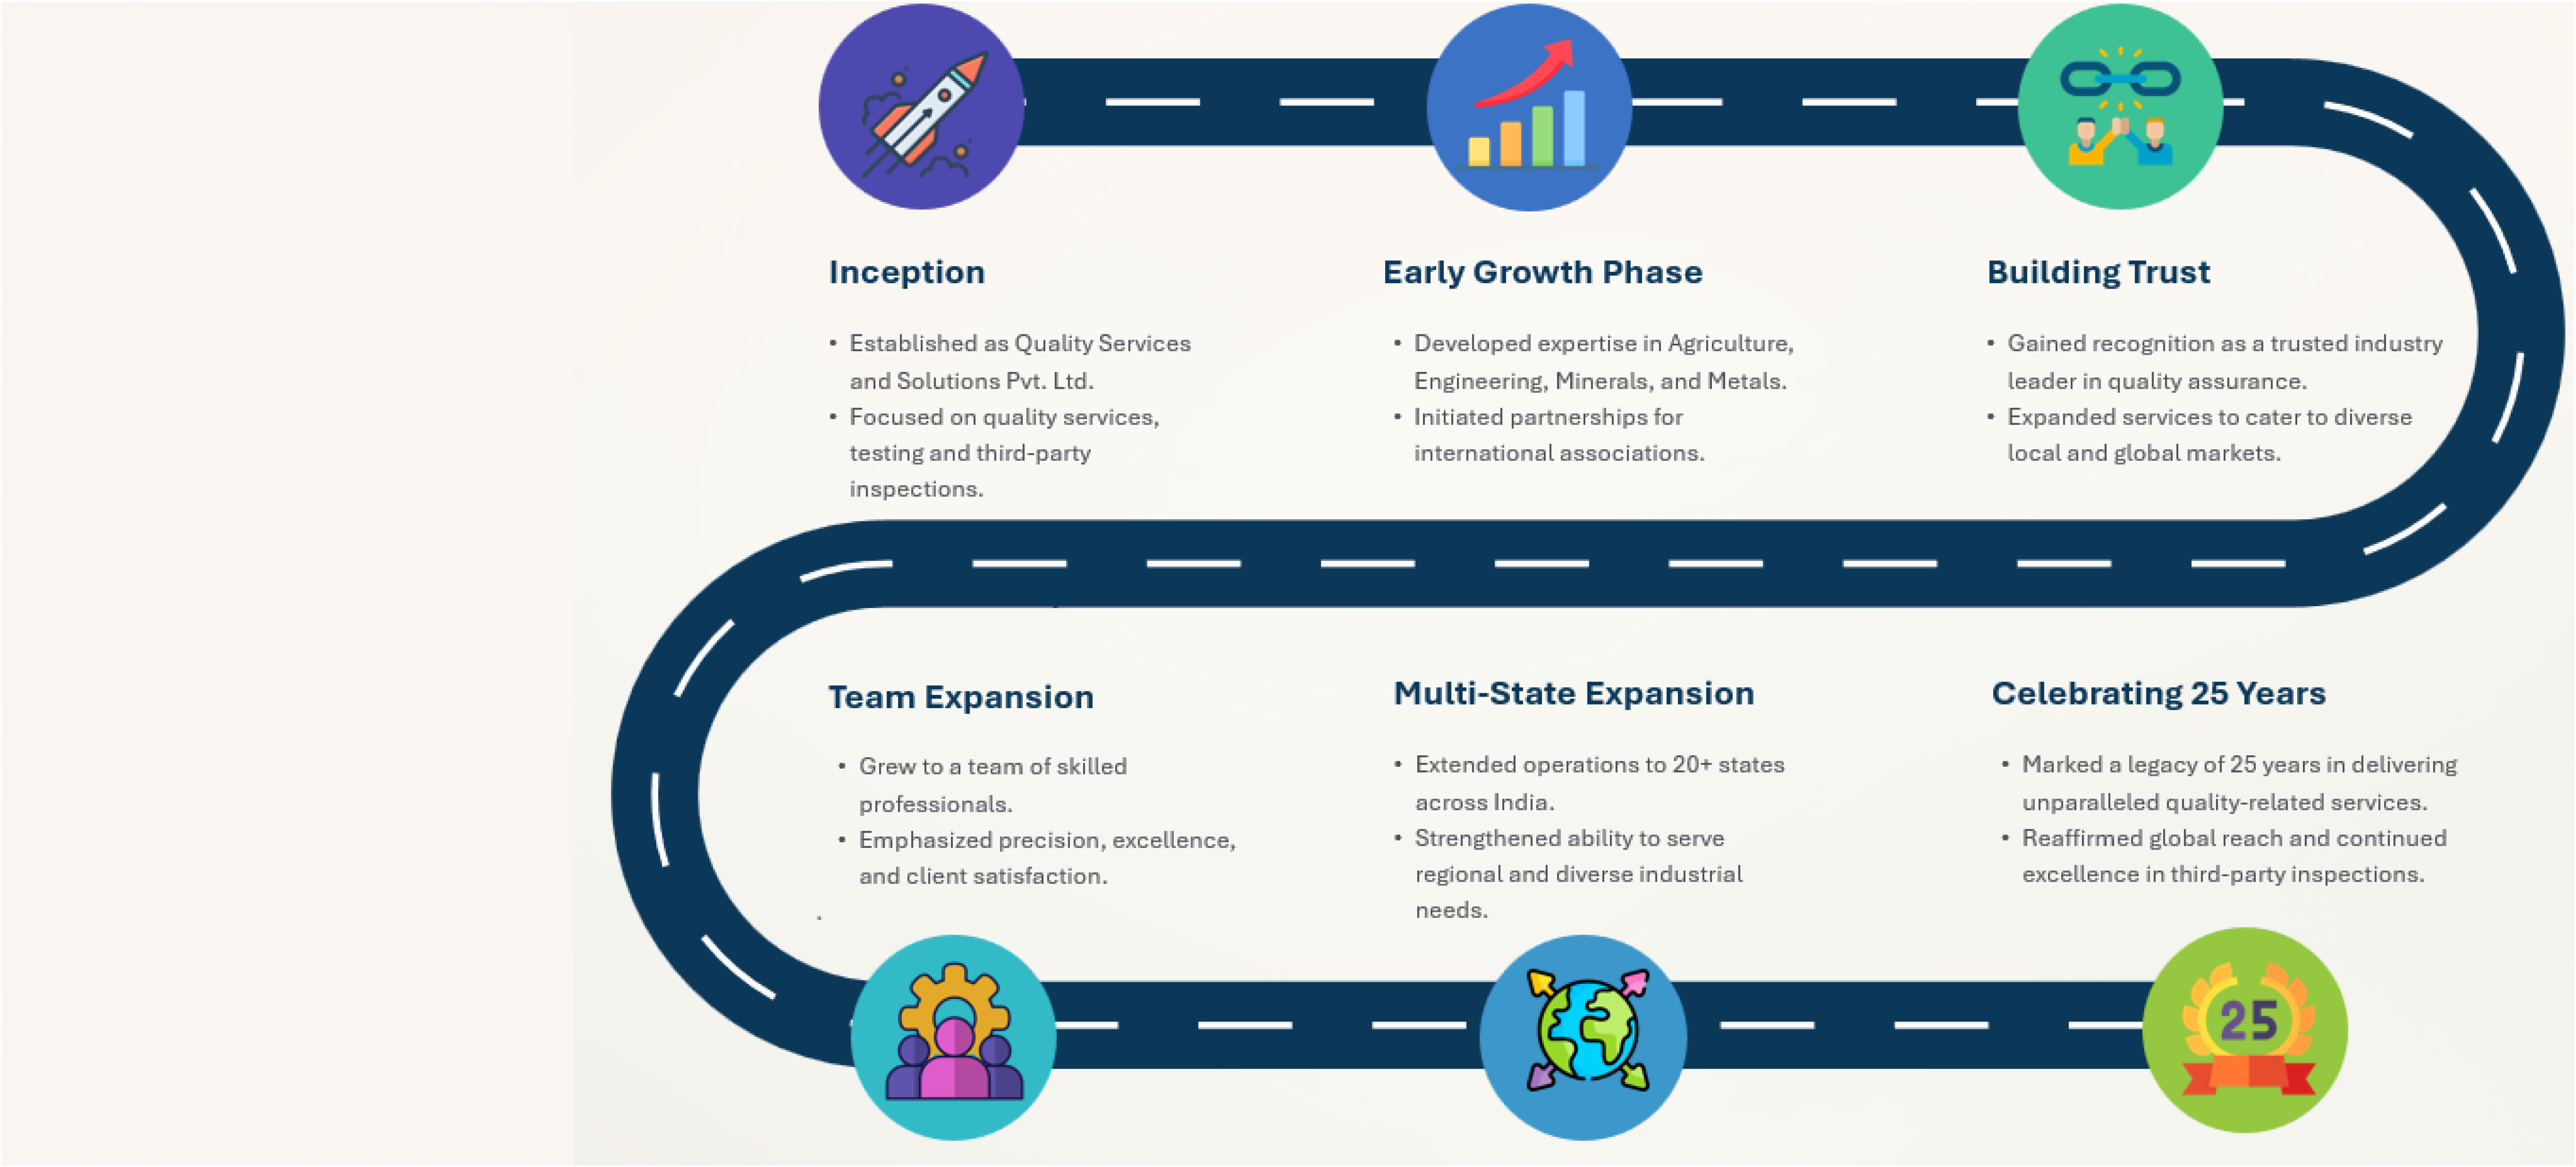 Inception
• Established as Quality Services
and Solutions Pvt. Ltd.
• Focused on quality services,
testing and third-party
inspections.
Early Growth Phase
• Developed expertise in Agriculture,
Engineering, Minerals, and Metals.
• Initiated partnerships for
international associations.
Building Trust
• Gained recognition as a trusted industry
leader in quality assurance.
• Expanded services to cater to diverse
local and global markets.
Team Expansion
• Grew to a team of skilled
professionals.
• Emphasized precision, excellence,
and client satisfaction.
.
Multi-State Expansion
• Extended operations to 20+ states
across India.
• Strengthened ability to serve
regional and diverse industrial
needs.
Celebrating 25 Years
• Marked a legacy of 25 years in delivering
unparalleled quality-related services.
• Reaffirmed global reach and continued
excellence in third-party inspections.
25